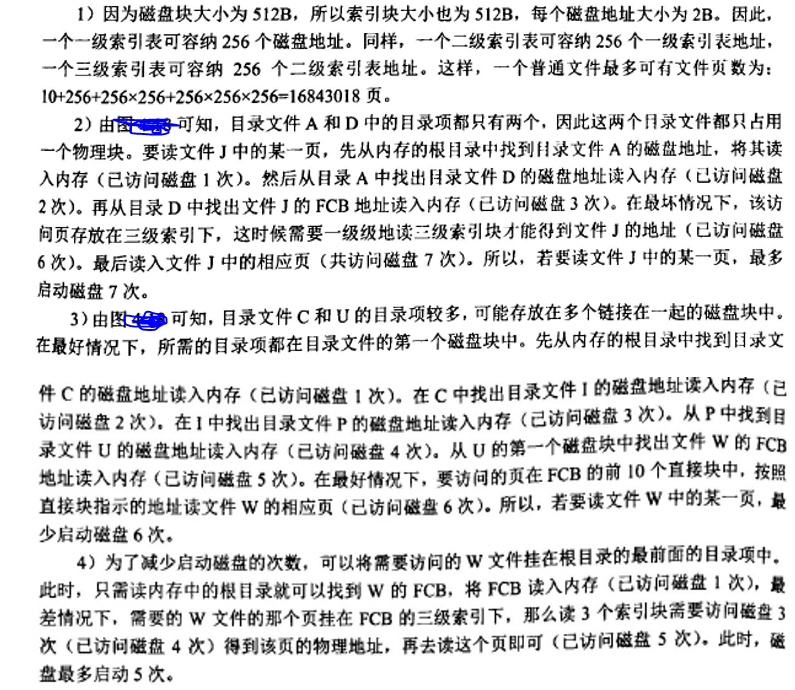 1）因为磁盘块大小为 512B，所以索引块大小也为 512B，每个磁盘地址大小为 2B。因此，
一个一级索引表可容纳 256 个磁盘地址。同样，一个二级索引表可容纳 256 个一级索引表地址，
一个三级索引表可容纳 256 个二级索引表地址。这样，一个普通文件最多可有文件页数为：
10+256+256×256+256×256×256=16843018 页。
2）由图可知，目录文件 A 和 D 中的目录项都只有两个，因此这两个目录文件都只占用
一个物理块。要读文件 J 中的某一页，先从内存的根目录中找到目录文件 A 的磁盘地址，将其读
入内存（已访问磁盘 1 次）。然后从目录 A 中找出目录文件 D 的磁盘地址读入内存（已访问磁盘
2 次）。再从目录 D 中找出文件 J 的 FCB 地址读入内存（已访问磁盘 3 次）。在最坏情况下，该访
问页存放在三级索引下，这时候需要一级级地读三级索引块才能得到文件 J 的地址（已访问磁盘
6 次）。最后读入文件 J 中的相应页（共访问磁盘 7 次）。所以，若要读文件 J 中的某一页，最多
启动磁盘 7 次。
3）由图可知，目录文件 C 和 U 的目录项较多，可能存放在多个链接在一起的磁盘块中。
在最好情况下，所需的目录项都在目录文件的第一个磁盘块中。先从内存的根目录中找到目录文
件 C 的磁盘地址读入内存（已访问磁盘 1 次）。在 C 中找出目录文件 I 的磁盘地址读入内存（已
访问磁盘 2 次）。在 I 中找出目录文件 P 的磁盘地址读入内存（已访问磁盘 3 次）。从 P 中找到目
录文件 U 的磁盘地址读入内存（已访问磁盘 4 次）。从 U 的第一个磁盘块中找出文件 W 的 FCB
地址读入内存（已访问磁盘 5 次）。在最好情况下，要访问的页在 FCB 的前 10 个直接块中，按照
直接块指示的地址读文件 W 的相应页（已访问磁盘 6 次）。所以，若要读文件 W 中的某一页，最
少启动磁盘 6 次。
4）为了减少启动磁盘的次数，可以将需要访问的 W 文件挂在根目录的最前面的目录项中。
此时，只需读内存中的根目录就可以找到 W 的 FCB，将 FCB 读入内存（已访问磁盘 1 次），最
差情况下，需要的 W 文件的那个页挂在 FCB 的三级索引下，那么读 3 个索引块需要访问磁盘 3
次（已访问磁盘 4 次）得到该页的物理地址，再去读这个页即可（已访问磁盘 5 次）。此时，磁
盘最多启动 5 次。